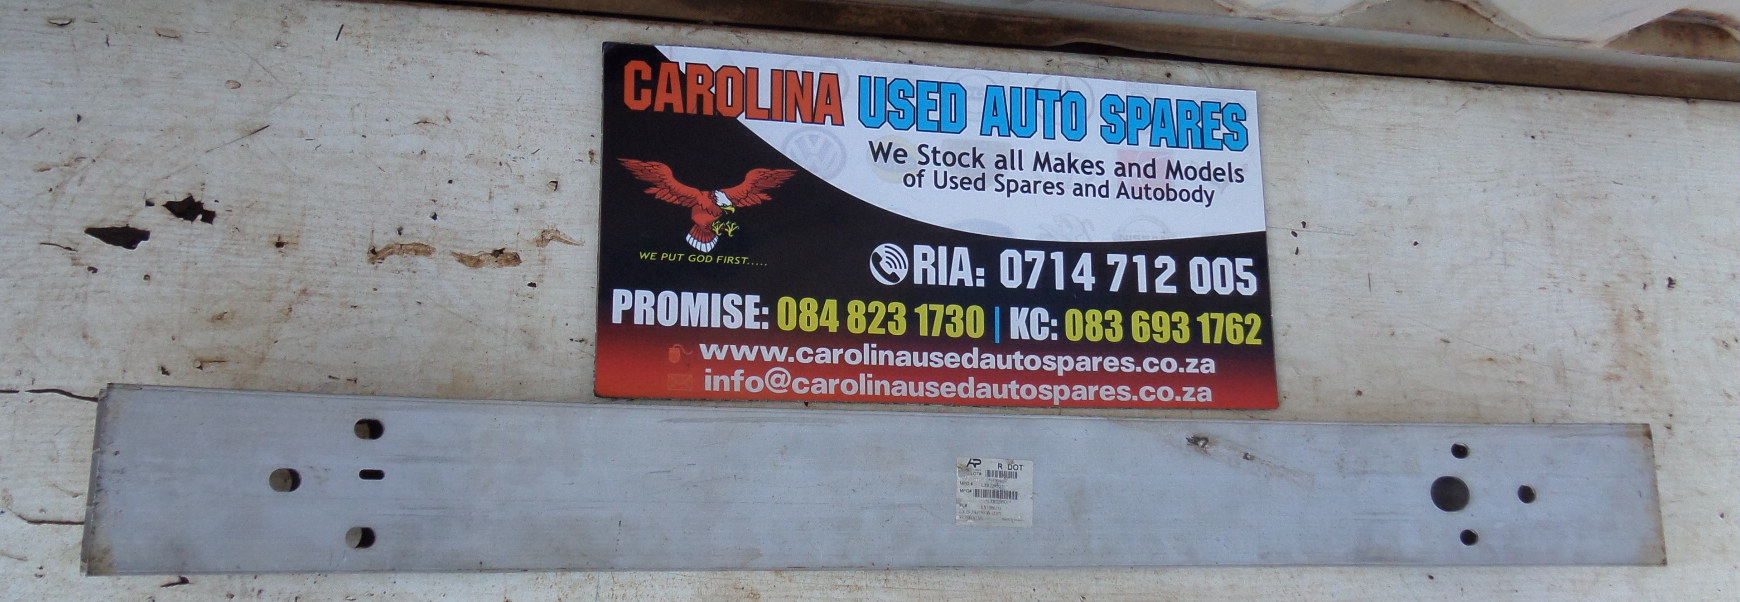 CAROLINA USED AUTO SPARES
We Stock all Makes and Models
of Used Spares and Autobody
WE PUT GOD FIRST.....
RIA: 0714 712 005
PROMISE: 084 823 1730 | KC: 083 693 1762
www.carolinausedautospares.co.za
info@carolinausedautospares.co.za
R DOT